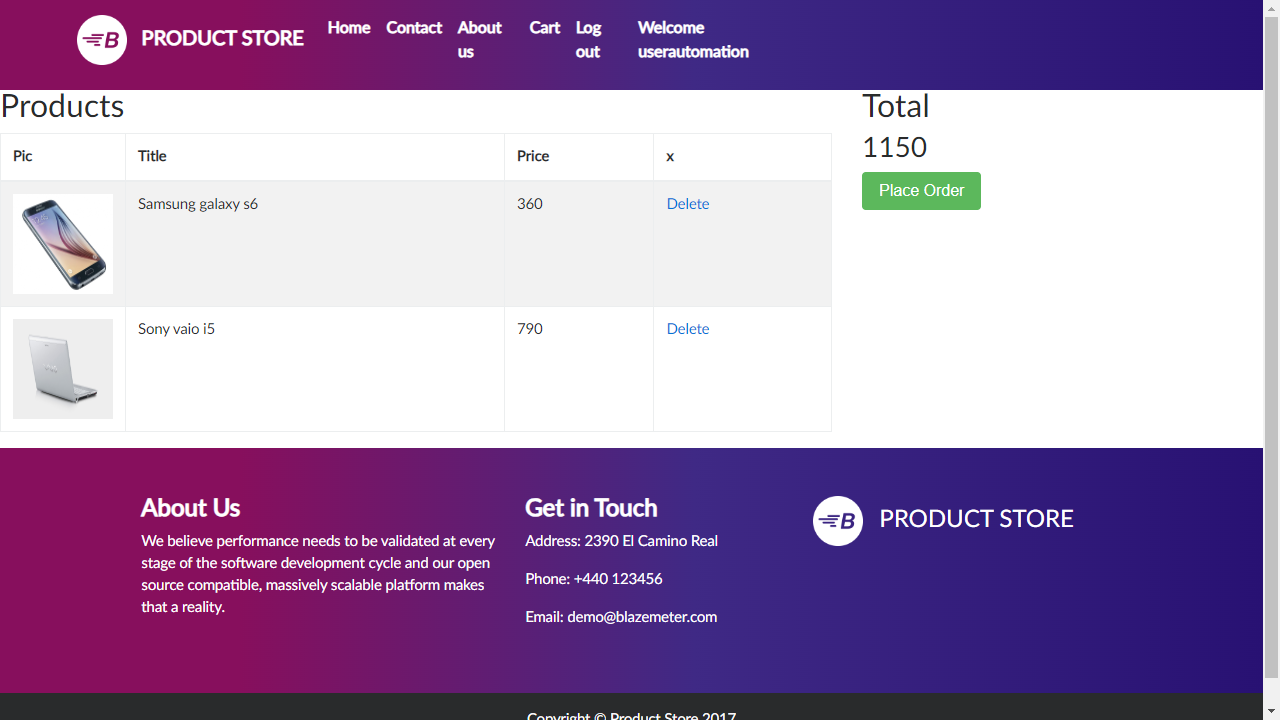 B PRODUCT STORE Home Contact About us Cart Log out Welcome userautomation
Products
Pic Title Price x
Samsung galaxy s6 360 Delete
Sony vaio i5 790 Delete
Total
1150
Place Order
About Us
We believe performance needs to be validated at every
stage of the software development cycle and our open
source compatible, massively scalable platform makes
that a reality.
Get in Touch
Address: 2390 El Camino Real
Phone: +440 123456
Email: demo@blazemeter.com
B PRODUCT STORE
Copyright © Product Store 2017